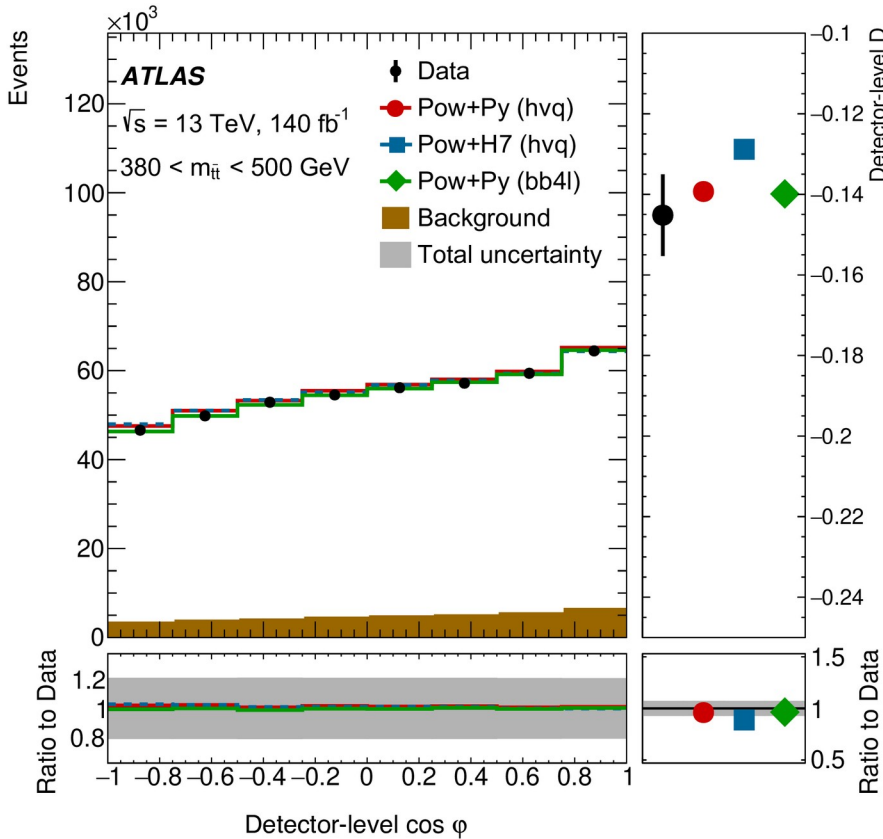 ×10³
Events
ATLAS
√s = 13 TeV, 140 fb⁻¹
380 < m_tt̄ < 500 GeV
Data
Pow+Py (hvq)
Pow+H7 (hvq)
Pow+Py (bb4l)
Background
Total uncertainty
120
100
80
60
40
20
0
Detector-level D
−0.1
−0.12
−0.14
−0.16
−0.18
−0.2
−0.22
−0.24
Ratio to Data
1.2
1
0.8
−1 −0.8 −0.6 −0.4 −0.2 0 0.2 0.4 0.6 0.8 1
Detector-level cos φ
1.5
1
0.5
Ratio to Data